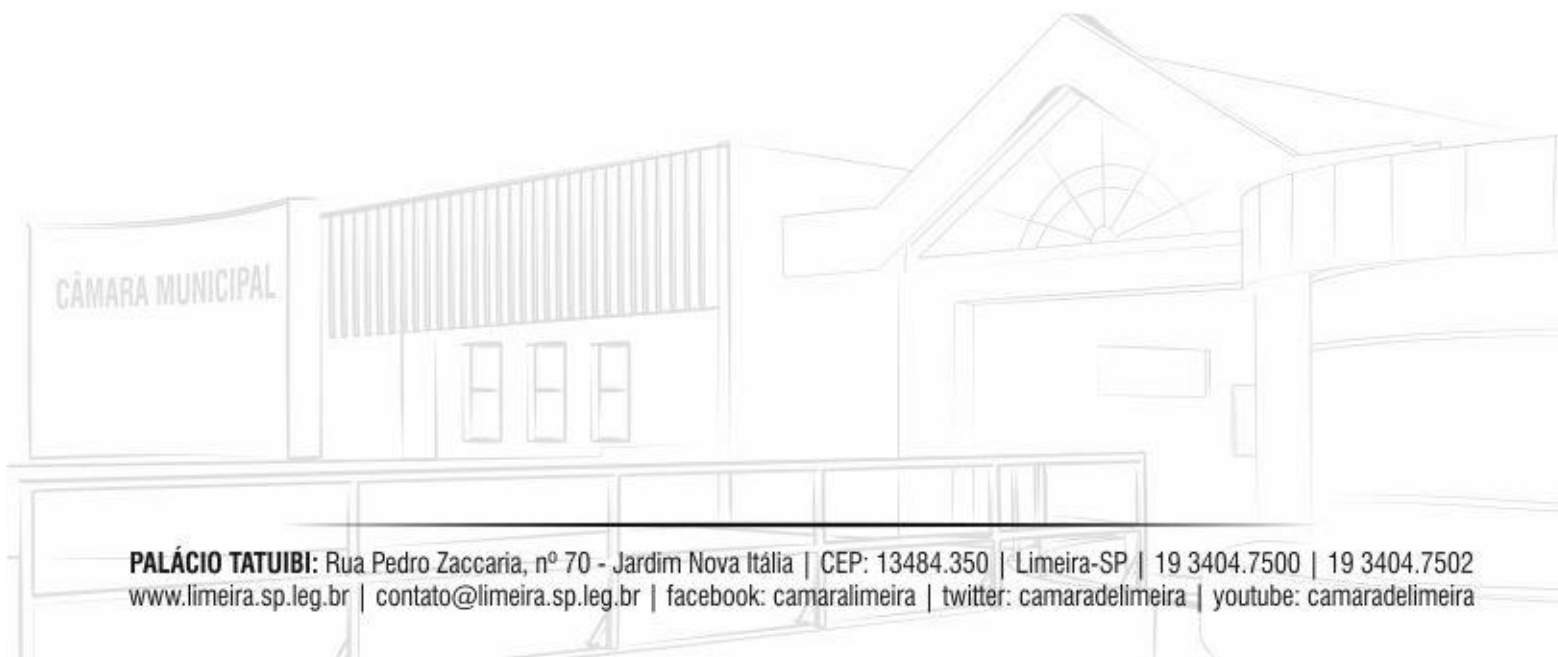 CÂMARA MUNICIPAL
PALÁCIO TATUIBI: Rua Pedro Zaccaria, nº 70 - Jardim Nova Itália | CEP: 13484.350 | Limeira-SP | 19 3404.7500 | 19 3404.7502
www.limeira.sp.leg.br | contato@limeira.sp.leg.br | facebook: camaralimeira | twitter: camaradelimeira | youtube: camaradelimeira